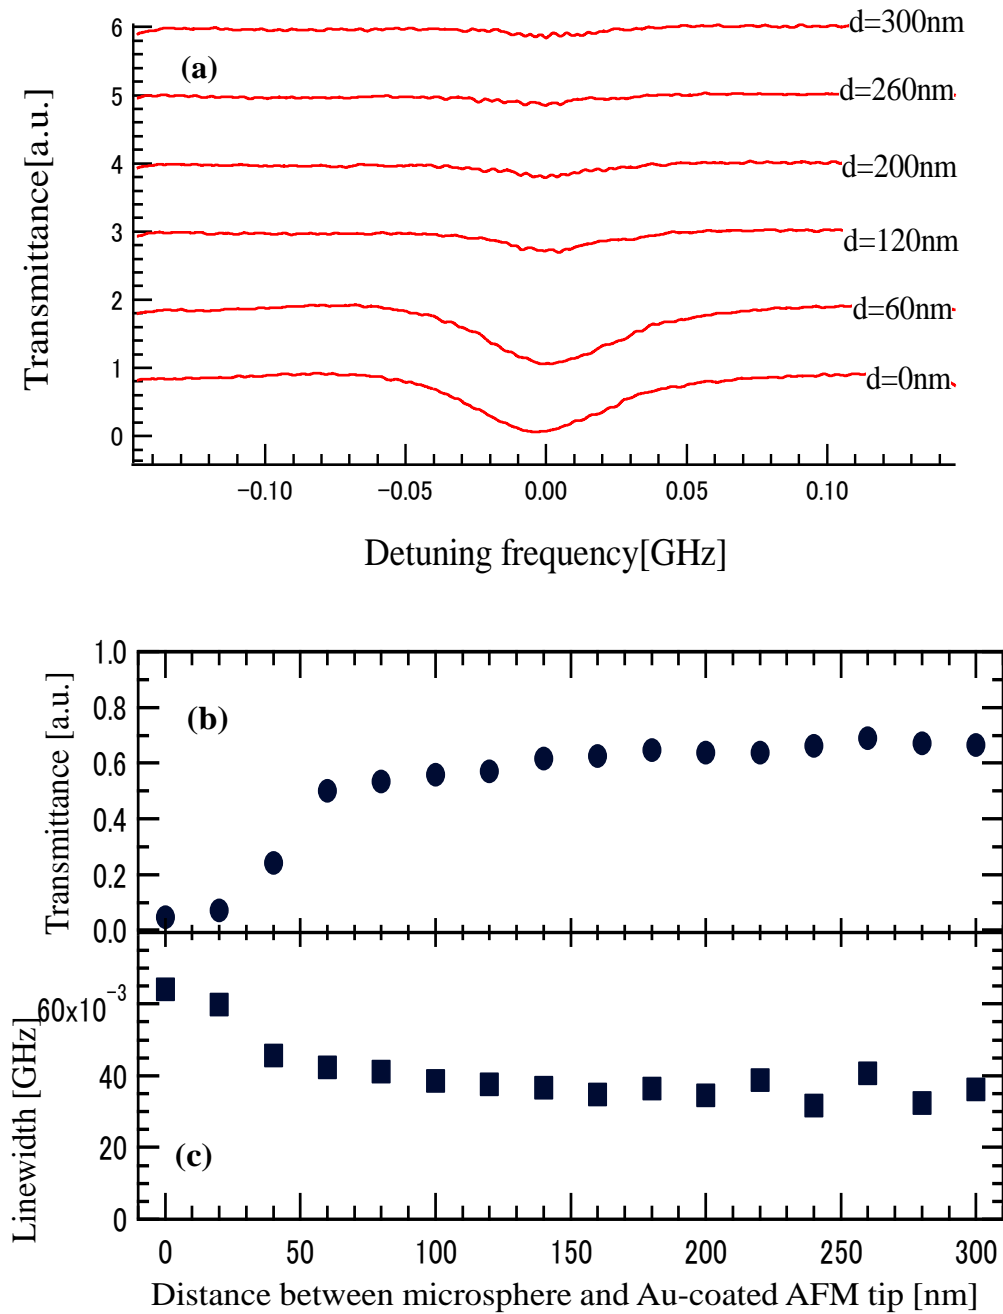 6
d=300nm
(a)
5
d=260nm
4
d=200nm
3
d=120nm
2
d=60nm
1
d=0nm
0
Transmittance[a.u.]
−0.10 −0.05 0.00 0.05 0.10
Detuning frequency[GHz]
1.0
(b)
0.8
0.6
0.4
0.2
0.0
Transmittance [a.u.]
60x10⁻³
40
20
(c)
0
Linewidth [GHz]
0 50 100 150 200 250 300
Distance between microsphere and Au-coated AFM tip [nm]